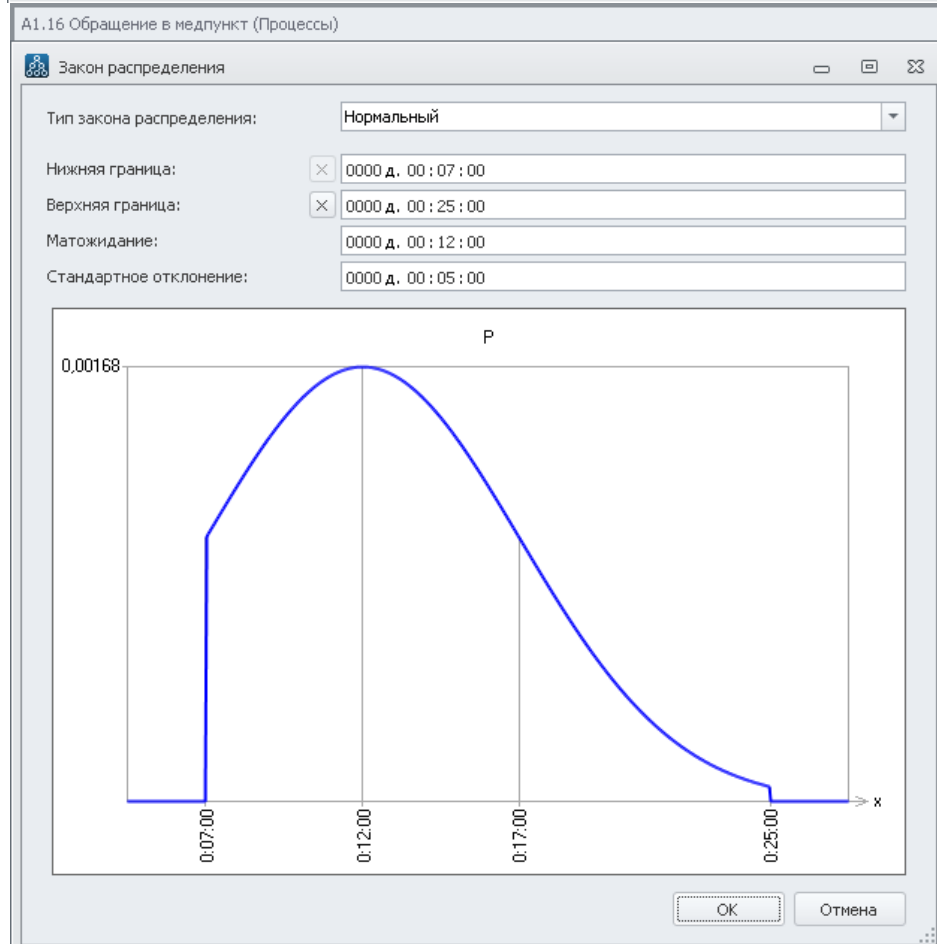 A1.16 Обращение в медпункт (Процессы)
Закон распределения
Тип закона распределения: Нормальный
Нижняя граница: 0000 д. 00 : 07 : 00
Верхняя граница: 0000 д. 00 : 25 : 00
Матожидание: 0000 д. 00 : 12 : 00
Стандартное отклонение: 0000 д. 00 : 05 : 00
P
0,00168
x
0:07:00
0:12:00
0:17:00
0:25:00
OK Отмена